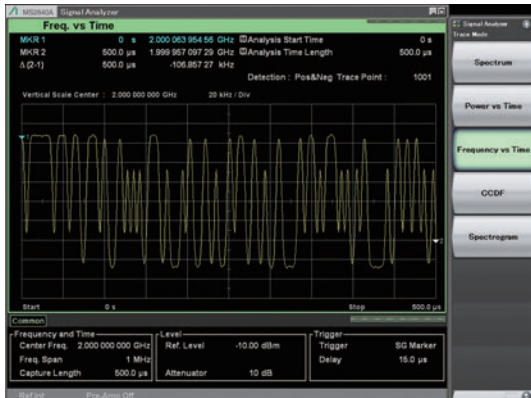 MS2840A Signal Analyzer
Freq. vs Time
MKR 1 0 s 2.000 063 954 55 GHz Analysis Start Time 0 s
MKR 2 500.0 µs 1.999 957 097 29 GHz Analysis Time Length 500.0 µs
Δ (2-1) 500.0 µs -106.857 27 kHz
Detection : Pos&Neg Trace Point : 1001
Vertical Scale Center : 2.000 000 000 GHz 20 kHz / Div
1
2
Start 0 s Stop 500.0 µs
Common
Frequency and Time
Center Freq. 2.000 000 000 GHz
Freq. Span 1 MHz
Capture Length 500.0 µs
Level
Ref. Level -10.00 dBm
Attenuator 10 dB
Trigger
Trigger SG Marker
Delay 15.0 µs
Ref.Int Pre-Amp Off
Signal Analyzer
Trace Mode
Spectrum
Power vs Time
Frequency vs Time
CCDF
Spectrogram